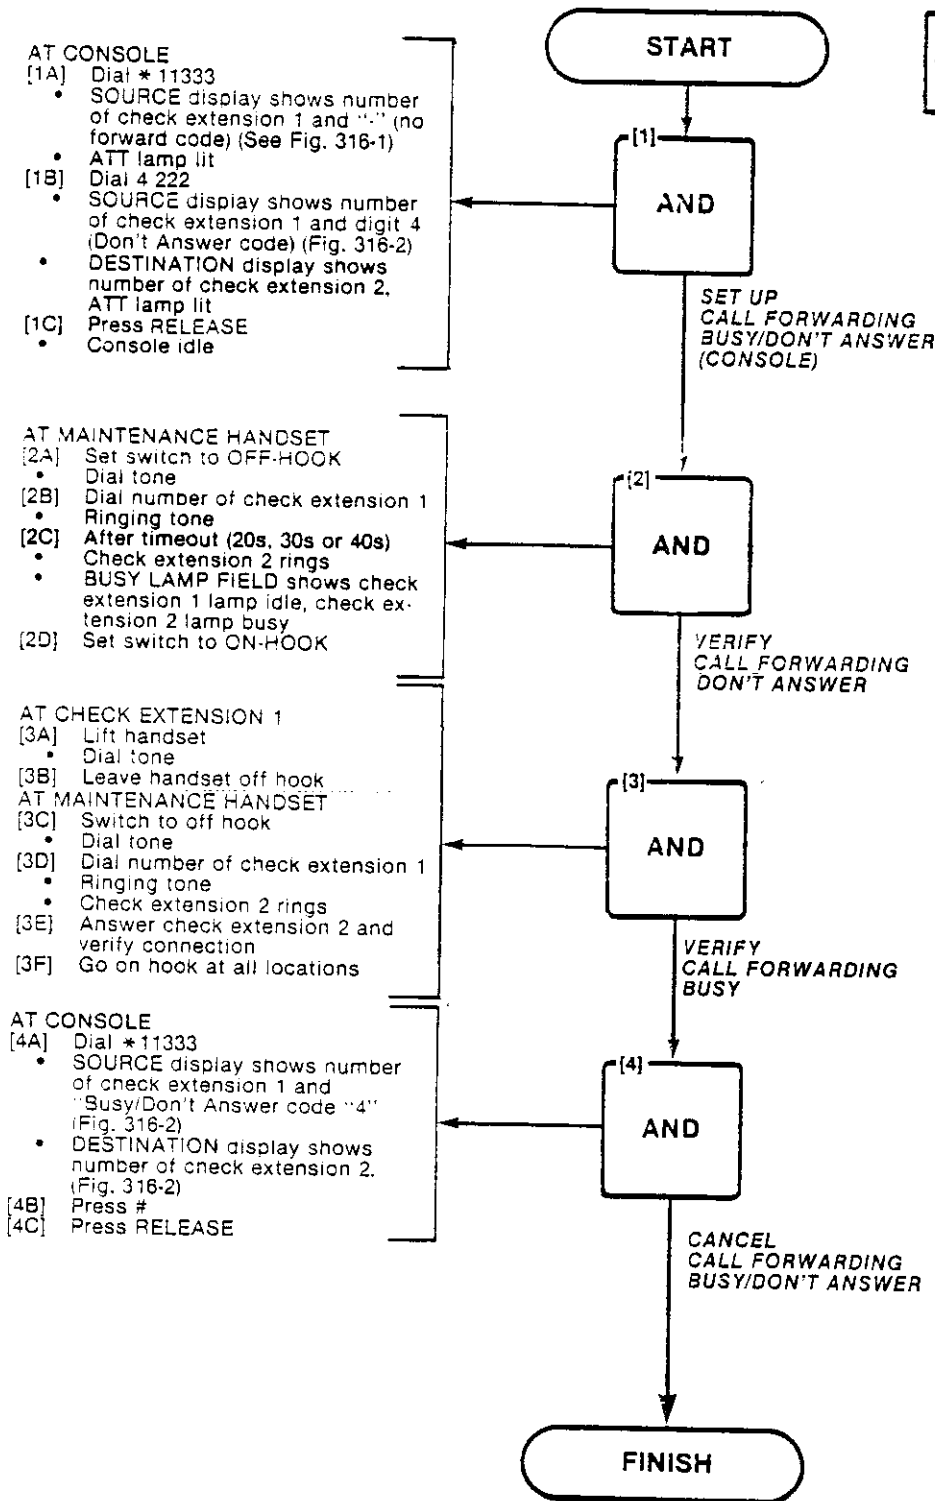 START
AT CONSOLE
[1A] Dial * 11333
• SOURCE display shows number
of check extension 1 and "-" (no
forward code) (See Fig. 316-1)
• ATT lamp lit
[1B] Dial 4 222
• SOURCE display shows number
of check extension 1 and digit 4
(Don't Answer code) (Fig. 316-2)
• DESTINATION display shows
number of check extension 2,
ATT lamp lit
[1C] Press RELEASE
• Console idle
[1]
AND
SET UP
CALL FORWARDING
BUSY/DON'T ANSWER
(CONSOLE)
AT MAINTENANCE HANDSET
[2A] Set switch to OFF-HOOK
• Dial tone
[2B] Dial number of check extension 1
• Ringing tone
[2C] After timeout (20s, 30s or 40s)
• Check extension 2 rings
• BUSY LAMP FIELD shows check
extension 1 lamp idle, check ex-
tension 2 lamp busy
[2D] Set switch to ON-HOOK
[2]
AND
VERIFY
CALL FORWARDING
DON'T ANSWER
AT CHECK EXTENSION 1
[3A] Lift handset
• Dial tone
[3B] Leave handset off hook
AT MAINTENANCE HANDSET
[3C] Switch to off hook
• Dial tone
[3D] Dial number of check extension 1
• Ringing tone
• Check extension 2 rings
[3E] Answer check extension 2 and
verify connection
[3F] Go on hook at all locations
[3]
AND
VERIFY
CALL FORWARDING
BUSY
AT CONSOLE
[4A] Dial *11333
• SOURCE display shows number
of check extension 1 and
"Busy/Don't Answer code "4"
(Fig. 316-2)
• DESTINATION display shows
number of check extension 2.
(Fig. 316-2)
[4B] Press #
[4C] Press RELEASE
[4]
AND
CANCEL
CALL FORWARDING
BUSY/DON'T ANSWER
FINISH